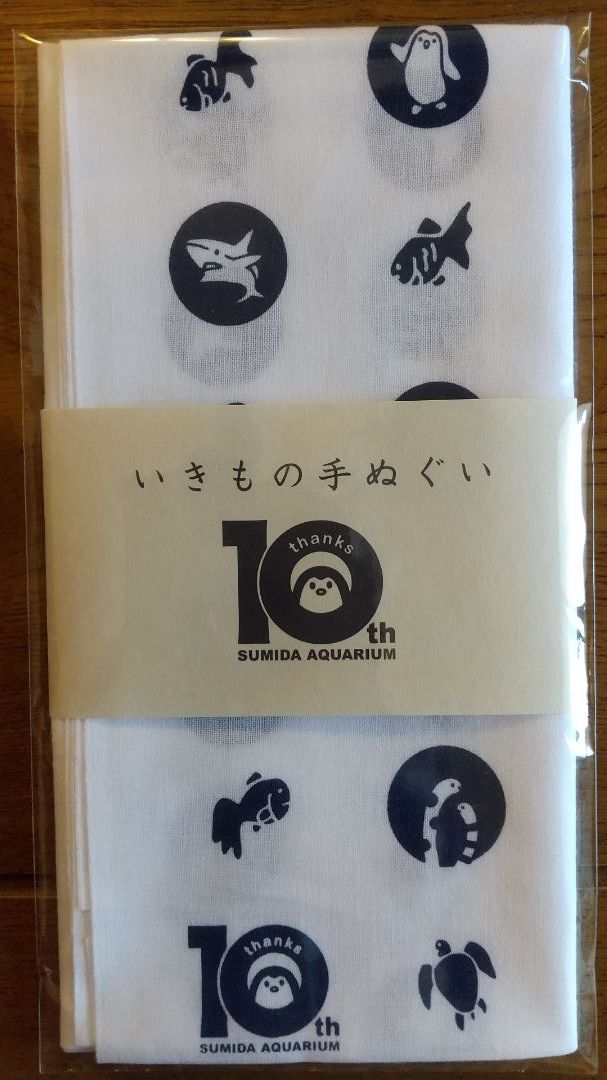 いきもの手ぬぐい
thanks
10th
SUMIDA AQUARIUM
thanks
10th
SUMIDA AQUARIUM